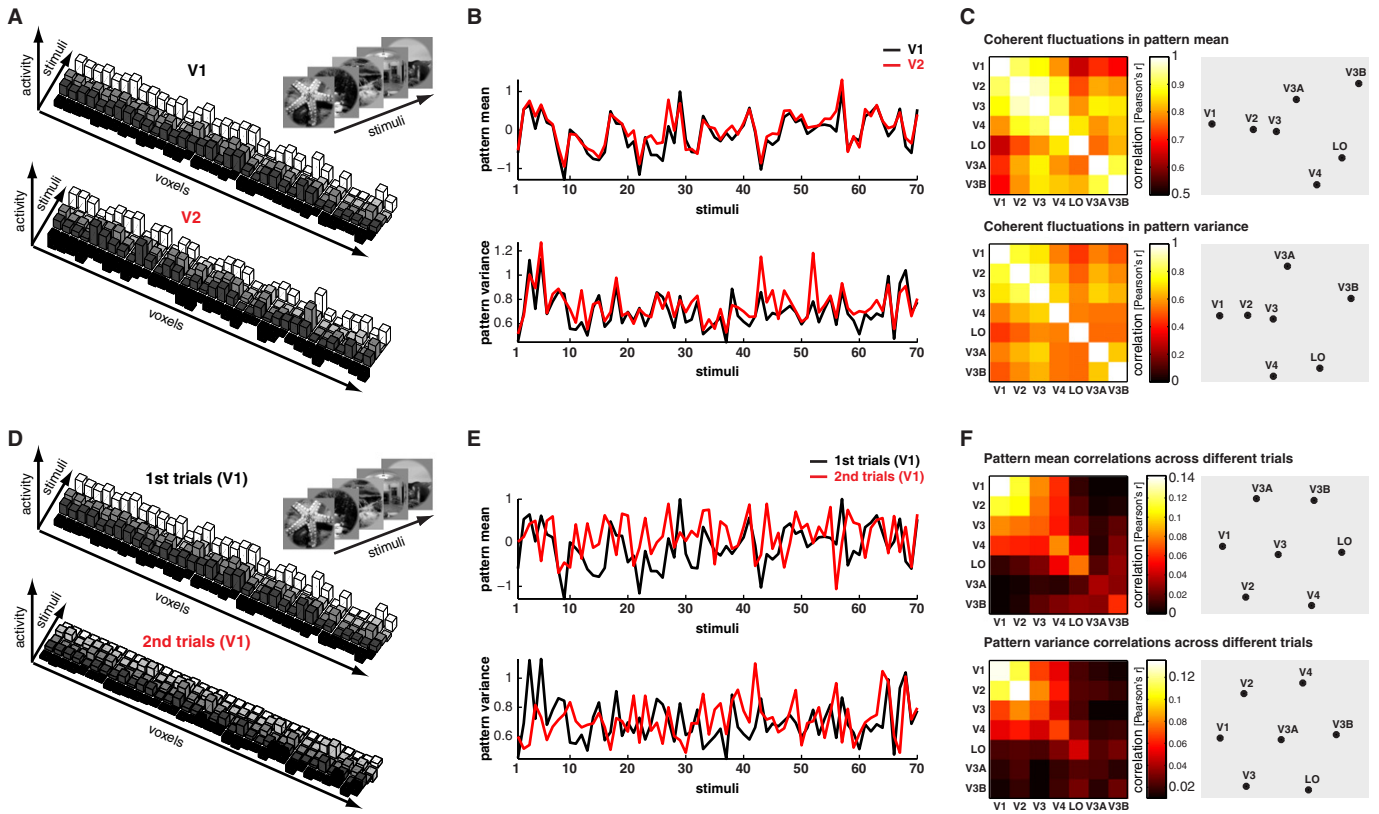 A
activity
stimuli
V1
stimuli
voxels
activity
stimuli
V2
voxels
B
V1
V2
pattern mean
1
0
−1
1 10 20 30 40 50 60 70
stimuli
pattern variance
1.2
1
0.8
0.6
1 10 20 30 40 50 60 70
stimuli
C
Coherent fluctuations in pattern mean
V1
V2
V3
V4
LO
V3A
V3B
V1 V2 V3 V4 LO V3A V3B
1
0.9
0.8
0.7
0.6
0.5
correlation [Pearson's r]
V3B
V3A
V1
V2 V3
LO
V4
Coherent fluctuations in pattern variance
V1
V2
V3
V4
LO
V3A
V3B
V1 V2 V3 V4 LO V3A V3B
1
0.8
0.6
0.4
0.2
0
correlation [Pearson's r]
V3A
V3B
V1 V2 V3
V4
LO
D
activity
stimuli
1st trials (V1)
stimuli
voxels
activity
stimuli
2nd trials (V1)
voxels
E
1st trials (V1)
2nd trials (V1)
pattern mean
1
0
−1
1 10 20 30 40 50 60 70
stimuli
pattern variance
1
0.8
0.6
1 10 20 30 40 50 60 70
stimuli
F
Pattern mean correlations across different trials
V1
V2
V3
V4
LO
V3A
V3B
V1 V2 V3 V4 LO V3A V3B
0.14
0.12
0.1
0.08
0.06
0.04
0.02
0
correlation [Pearson's r]
V3A V3B
V1 V3 LO
V2 V4
Pattern variance correlations across different trials
V1
V2
V3
V4
LO
V3A
V3B
V1 V2 V3 V4 LO V3A V3B
0.12
0.1
0.08
0.06
0.04
0.02
correlation [Pearson's r]
V2 V4
V1 V3A V3B
V3 LO